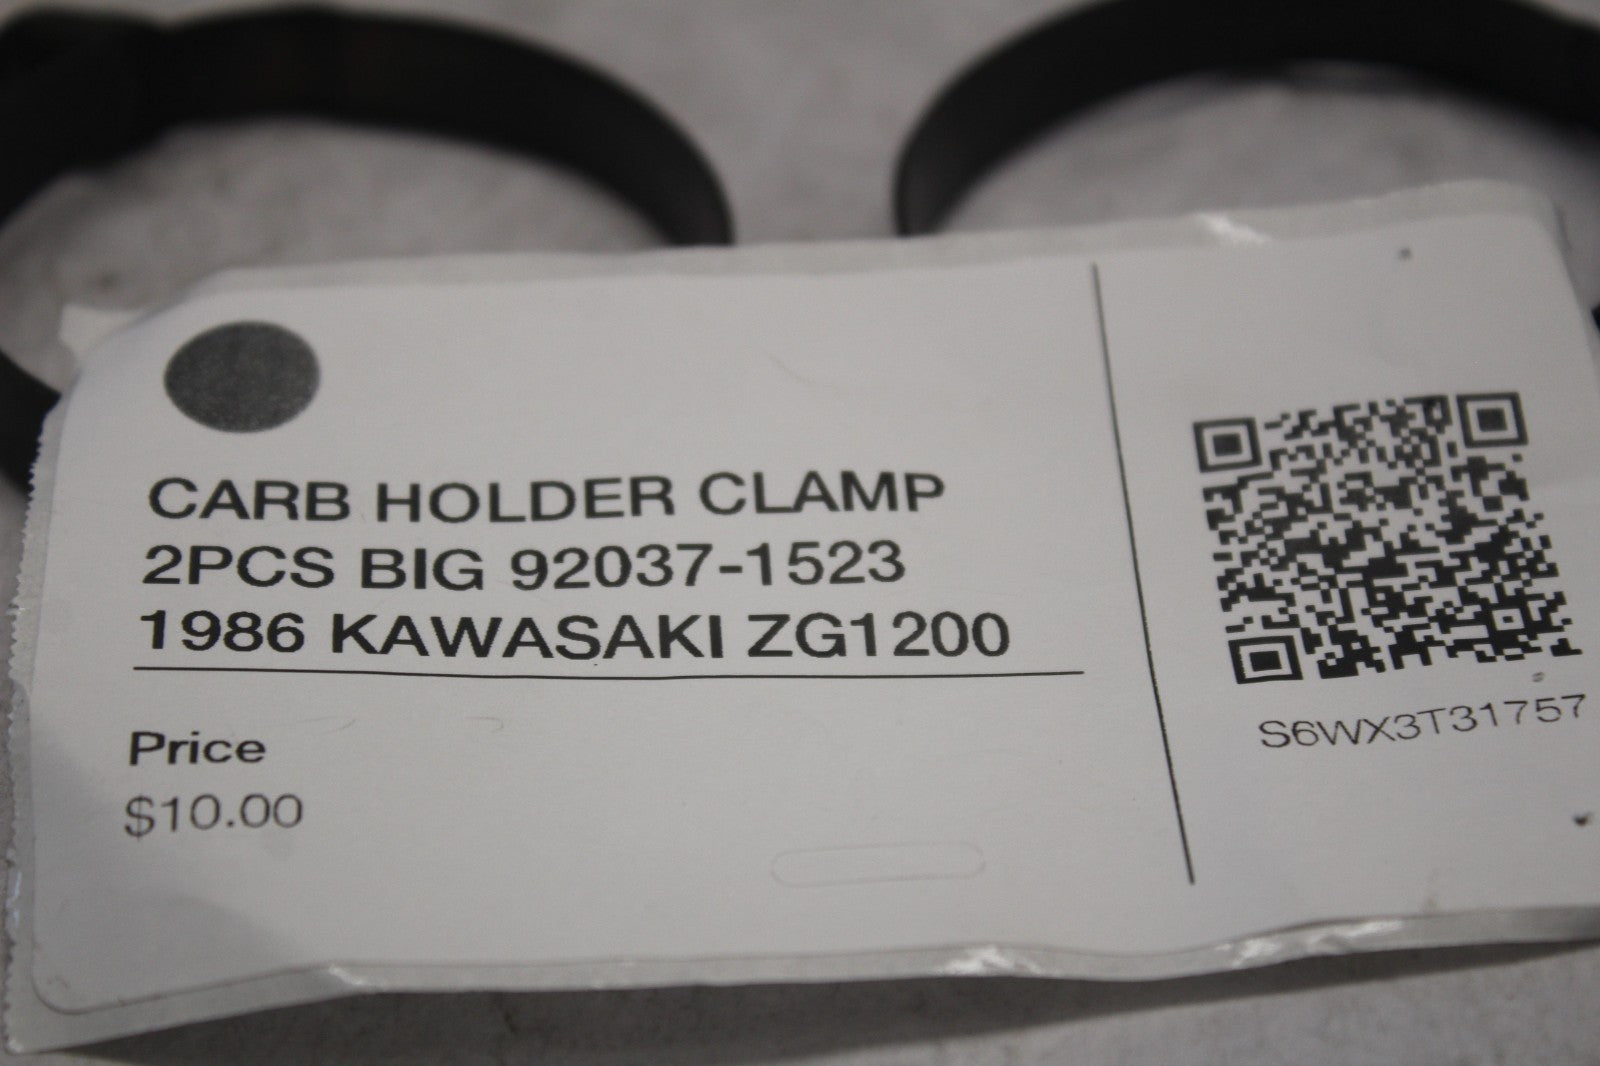 CARB HOLDER CLAMP
2PCS BIG 92037-1523
1986 KAWASAKI ZG1200
Price
$10.00
S6WX3T31757